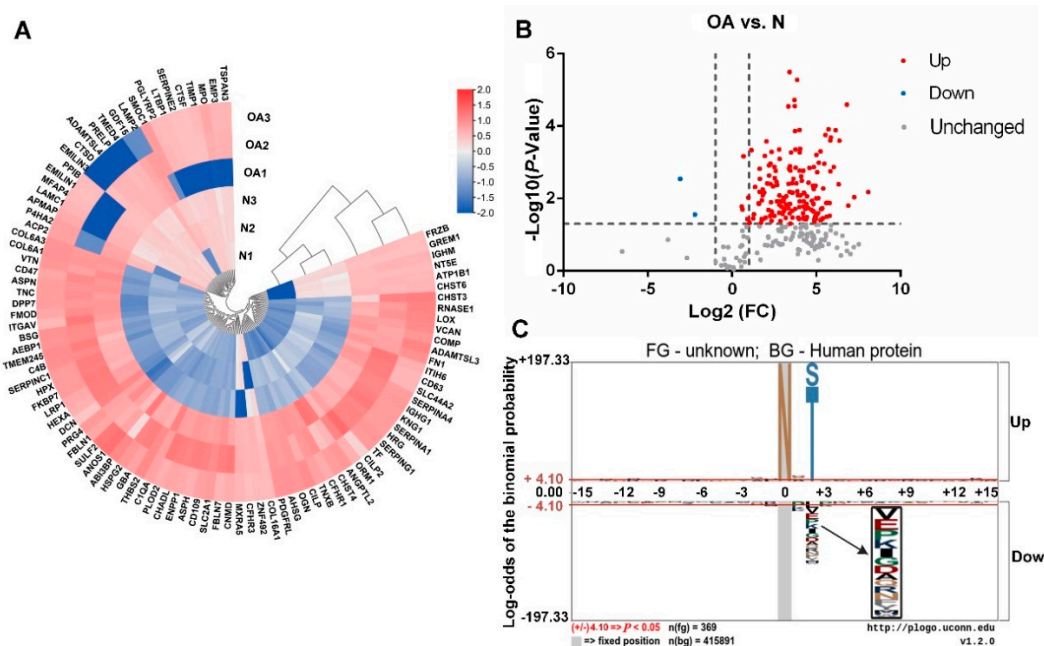 A
TSPAN3
EMP3
MPO
TIMP1
CTSF
SERPINE2
LTBP1
PGLYRP2
SMOC1
LAMP2
GDF15
TMED4
PRELP
ADAMTSL4
CTSD
EMILIN3
PPIB
EMILIN1
MFAP4
LAMC1
APMAP
P4HA2
ACP2
COL6A3
COL6A1
VTN
CD47
ASPN
TNC
DPP7
FMOD
ITGAV
BSG
AEBP1
TMEM245
C4B
SERPINC1
HPX
FKBP7
LRP1
HEXA
DCN
PRG4
FBLN1
SULF2
ANOS1
ABI3BP
HSPG2
GBA
THBS2
C1QA
PLOD2
CHADL
ENPP1
ASPH
CD109
SLC2A1
FBLN7
CNMD
MXRA5
CFHR3
ZNF492
COL16A1
PDGFRL
AHSG
OGN
CILP
TNXB
CFHR1
CHST4
ANGPTL2
ORM1
CILP2
TF
SERPING1
HRG
SERPINA1
KNG1
IGHG1
SERPINA4
SLC44A2
CD63
ITIH6
FN1
ADAMTSL3
COMP
VCAN
LOX
RNASE1
CHST3
CHST6
ATP1B1
NT5E
IGHM
GREM1
FRZB
OA3
OA2
OA1
N3
N2
N1
2.0
1.5
1.0
0.5
0
-0.5
-1.0
-1.5
-2.0
B
OA vs. N
-Log10(P-Value)
6
4
2
0
-10 -5 0 5 10
Log2 (FC)
Up
Down
Unchanged
C
FG - unknown; BG - Human protein
Log-odds of the binomial probability
+197.33
N S
Up
+ 4.10
0.00 -15 -12 -9 -6 -3 0 +3 +6 +9 +12 +15
- 4.10
Dow
-197.33
(+/-)4.10 => P < 0.05 n(fg) = 369
=> fixed position n(bg) = 415891
http://plogo.uconn.edu
v1.2.0